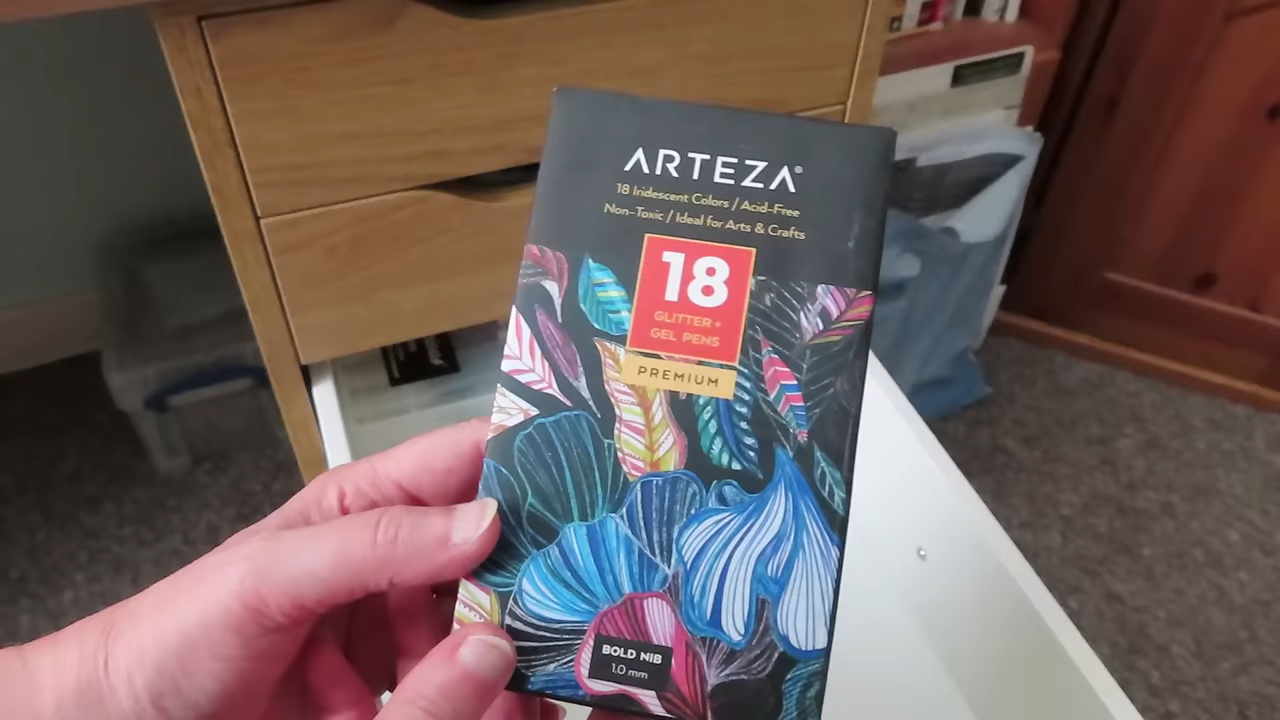 ARTEZA®
18 Iridescent Colors / Acid-Free
Non-Toxic / Ideal for Arts & Crafts
18
GLITTER+
GEL PENS
PREMIUM
BOLD NIB
1.0 mm